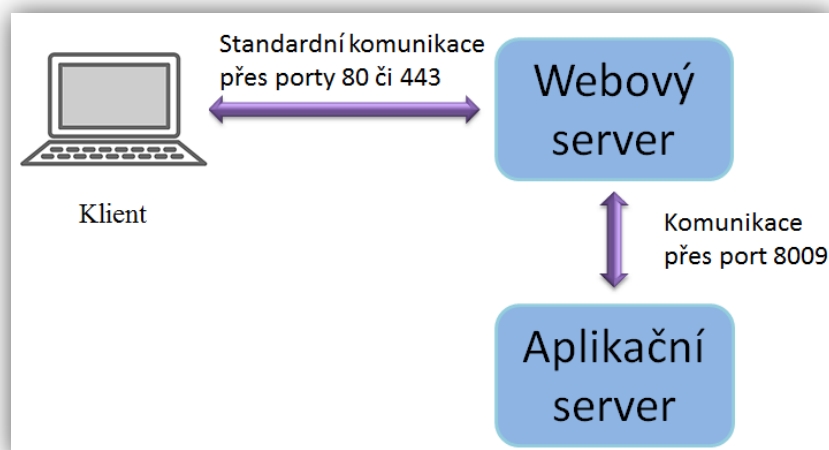 Standardní komunikace
přes porty 80 či 443
Webový
server
Klient
Komunikace
přes port 8009
Aplikační
server